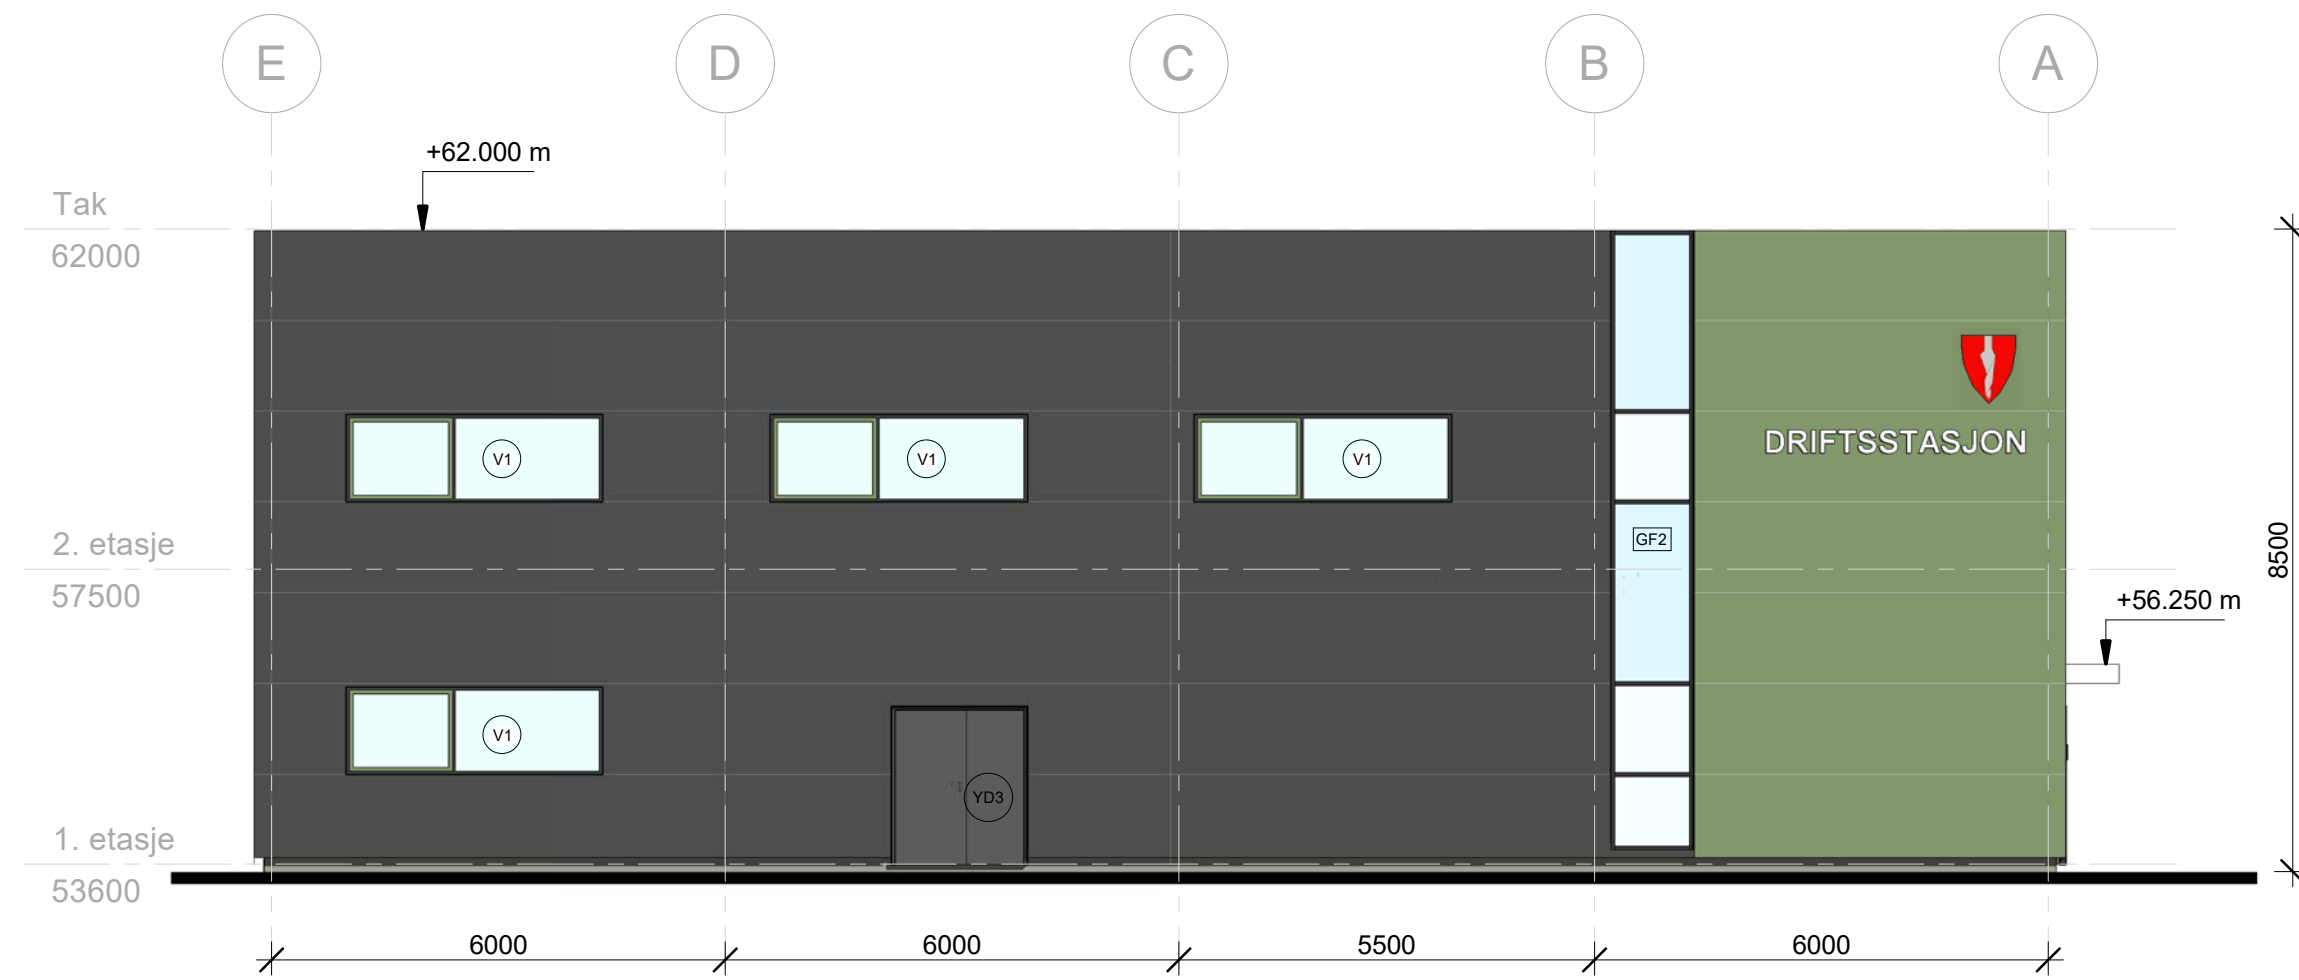 E
D
C
B
A
+62.000 m
Tak
62000
DRIFTSSTASJON
V1
V1
V1
2. etasje
57500
GF2
8500
+56.250 m
V1
YD3
1. etasje
53600
6000
6000
5500
6000